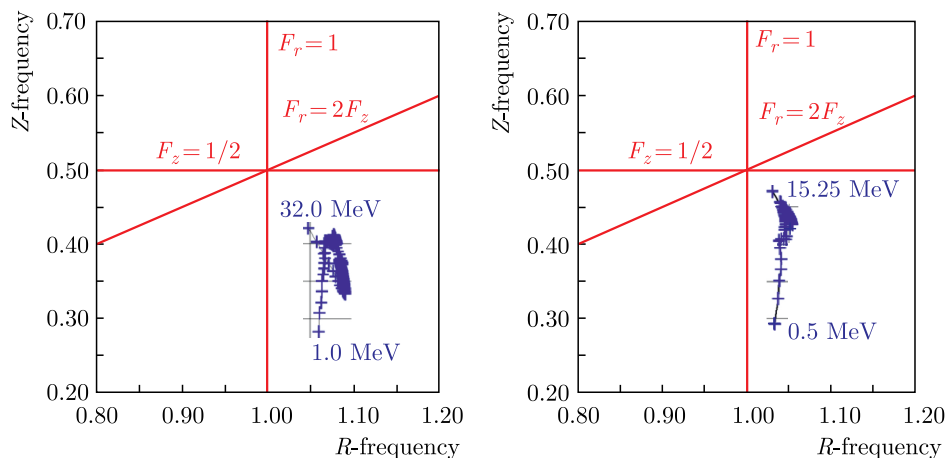 Z-frequency
0.70
0.60
0.50
0.40
0.30
0.20
F_r = 1
F_r = 2F_z
F_z = 1/2
32.0 MeV
1.0 MeV
0.80 0.90 1.00 1.10 1.20
R-frequency
Z-frequency
0.70
0.60
0.50
0.40
0.30
0.20
F_r = 1
F_r = 2F_z
F_z = 1/2
15.25 MeV
0.5 MeV
0.80 0.90 1.00 1.10 1.20
R-frequency